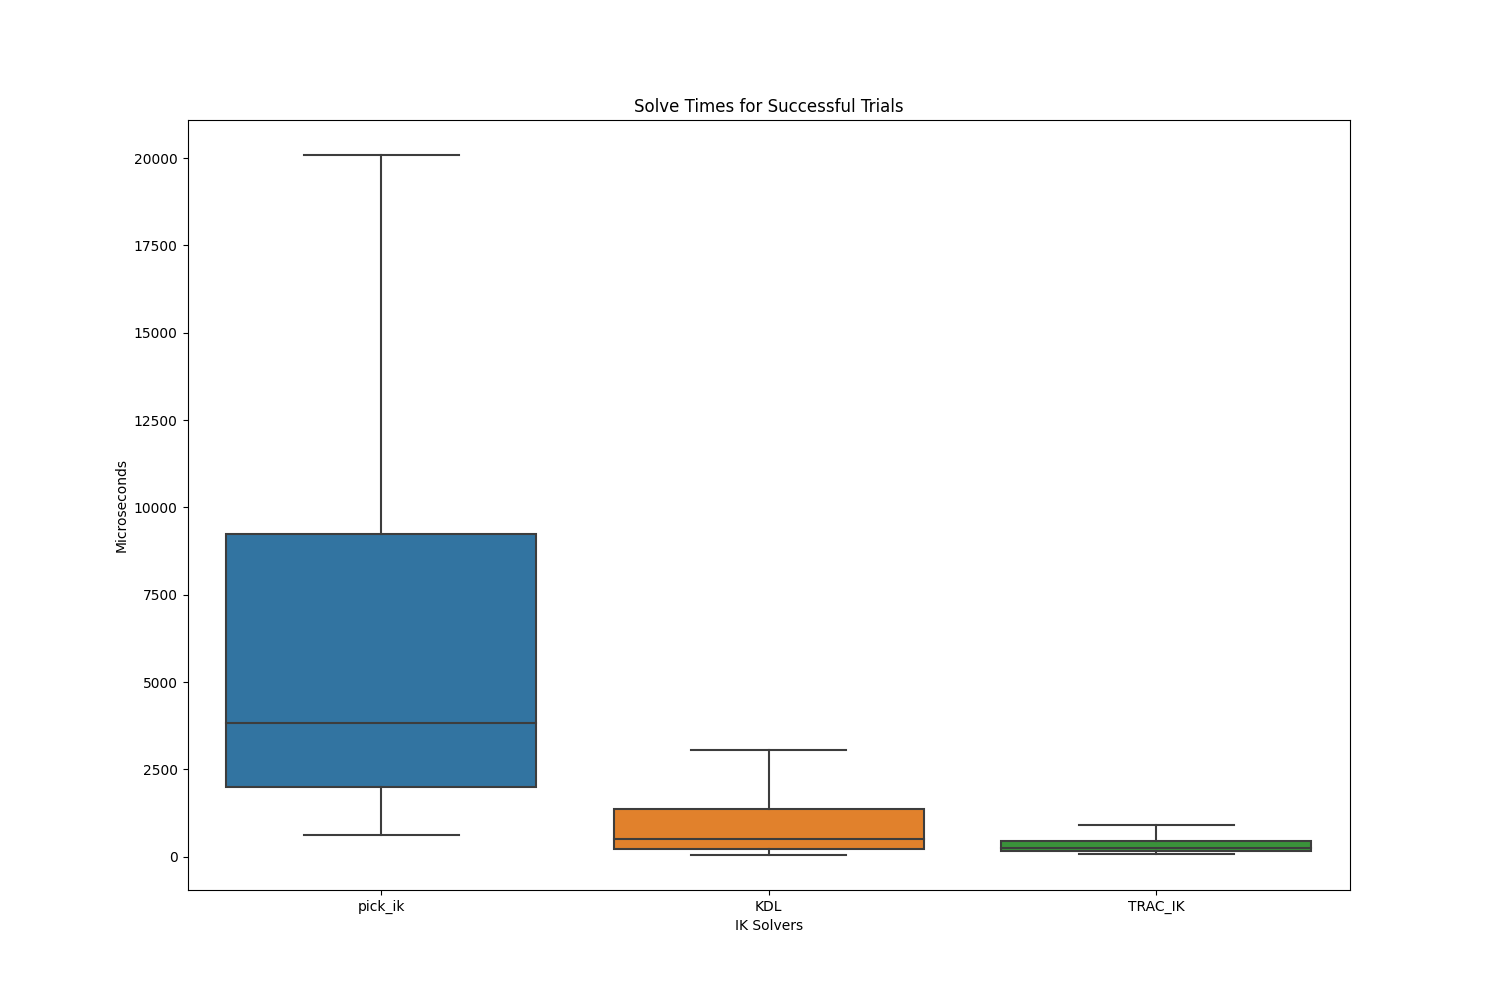 Solve Times for Successful Trials
20000
17500
15000
12500
10000
7500
5000
2500
0
Microseconds
pick_ik
KDL
TRAC_IK
IK Solvers